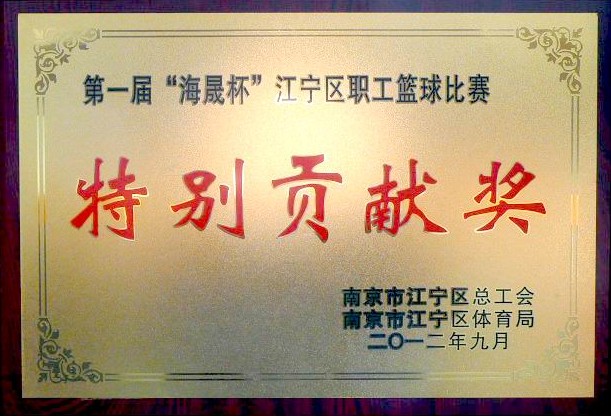 第一届“海晟杯”江宁区职工篮球比赛
特别贡献奖
南京市江宁区总工会
南京市江宁区体育局
二〇一二年九月